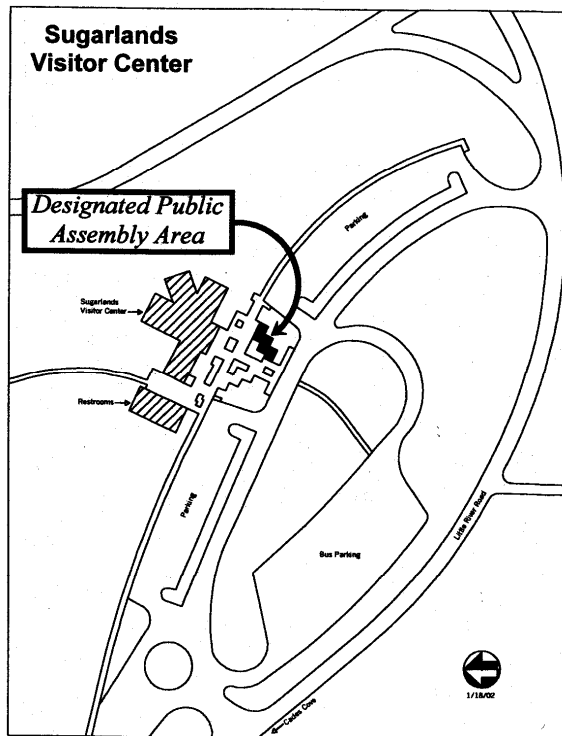 Sugarlands
Visitor Center
Designated Public
Assembly Area
Parking
Sugarlands
Visitor Center
Restrooms
Parking
Little River Road
Bus Parking
1/18/02
Cades Cove